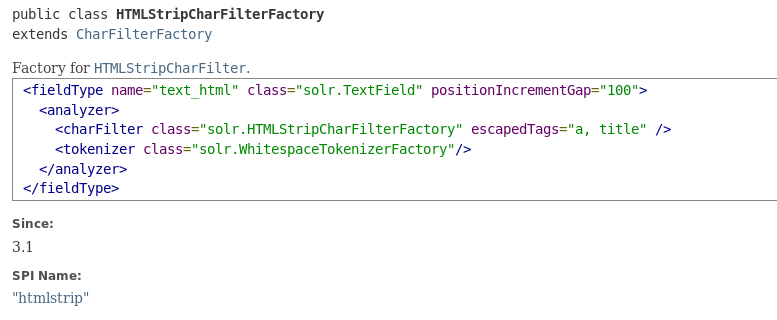 public class HTMLStripCharFilterFactory
extends CharFilterFactory
Factory for HTMLStripCharFilter.
<fieldType name="text_html" class="solr.TextField" positionIncrementGap="100">
  <analyzer>
    <charFilter class="solr.HTMLStripCharFilterFactory" escapedTags="a, title" />
    <tokenizer class="solr.WhitespaceTokenizerFactory"/>
  </analyzer>
</fieldType>
Since:
3.1
SPI Name:
"htmlstrip"